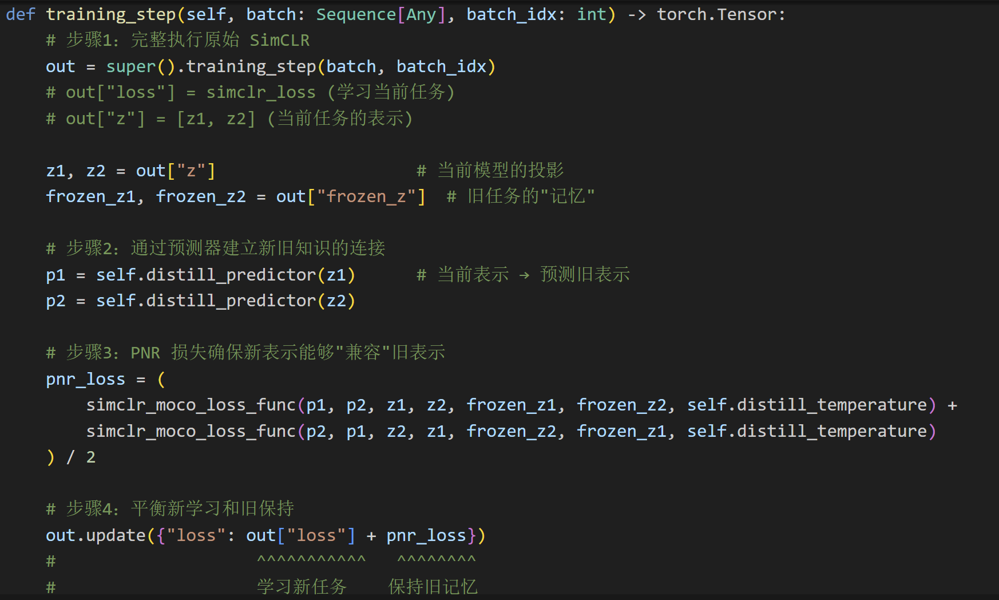 def training_step(self, batch: Sequence[Any], batch_idx: int) -> torch.Tensor:
    # 步骤1：完整执行原始 SimCLR
    out = super().training_step(batch, batch_idx)
    # out["loss"] = simclr_loss (学习当前任务)
    # out["z"] = [z1, z2] (当前任务的表示)

    z1, z2 = out["z"]                    # 当前模型的投影
    frozen_z1, frozen_z2 = out["frozen_z"]  # 旧任务的"记忆"

    # 步骤2：通过预测器建立新旧知识的连接
    p1 = self.distill_predictor(z1)      # 当前表示 → 预测旧表示
    p2 = self.distill_predictor(z2)

    # 步骤3：PNR 损失确保新表示能够"兼容"旧表示
    pnr_loss = (
        simclr_moco_loss_func(p1, p2, z1, z2, frozen_z1, frozen_z2, self.distill_temperature) +
        simclr_moco_loss_func(p2, p1, z2, z1, frozen_z2, frozen_z1, self.distill_temperature)
    ) / 2

    # 步骤4：平衡新学习和旧保持
    out.update({"loss": out["loss"] + pnr_loss})
    #                    ^^^^^^^^^^^   ^^^^^^^^
    #                    学习新任务    保持旧记忆